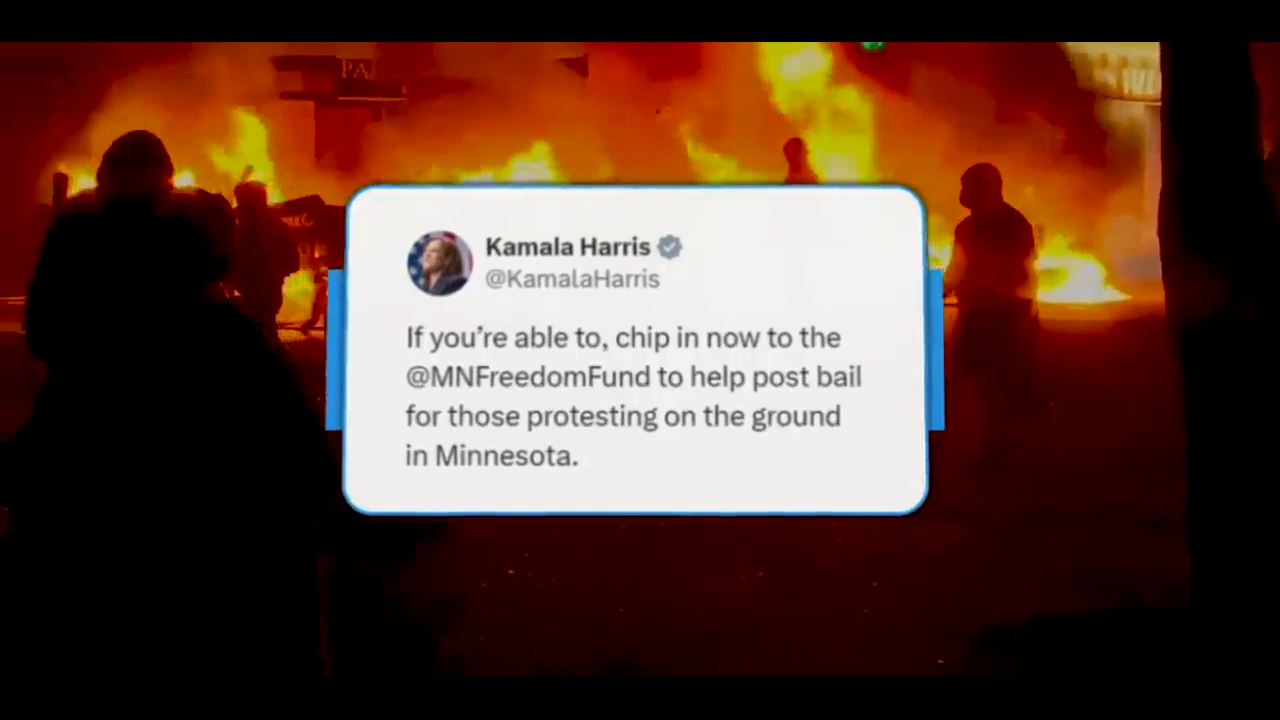 PA
Kamala Harris
@KamalaHarris
If you’re able to, chip in now to the
@MNFreedomFund to help post bail
for those protesting on the ground
in Minnesota.